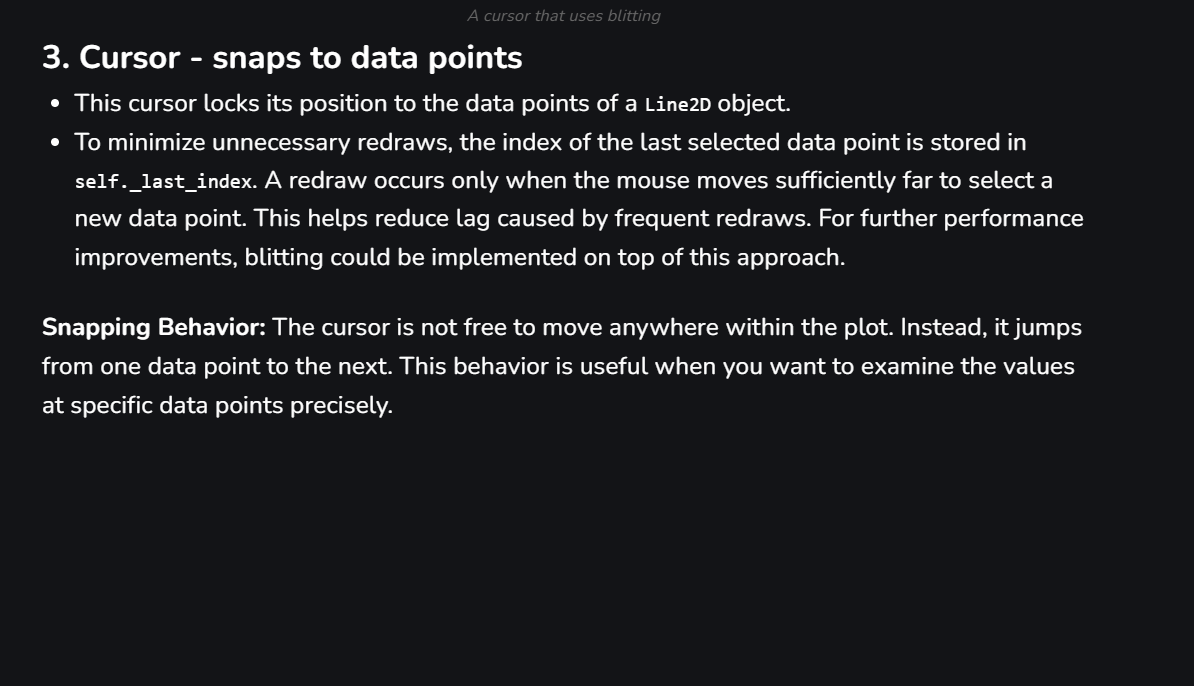 A cursor that uses blitting
3. Cursor - snaps to data points
• This cursor locks its position to the data points of a Line2D object.
• To minimize unnecessary redraws, the index of the last selected data point is stored in
self._last_index. A redraw occurs only when the mouse moves sufficiently far to select a
new data point. This helps reduce lag caused by frequent redraws. For further performance
improvements, blitting could be implemented on top of this approach.
Snapping Behavior: The cursor is not free to move anywhere within the plot. Instead, it jumps
from one data point to the next. This behavior is useful when you want to examine the values
at specific data points precisely.